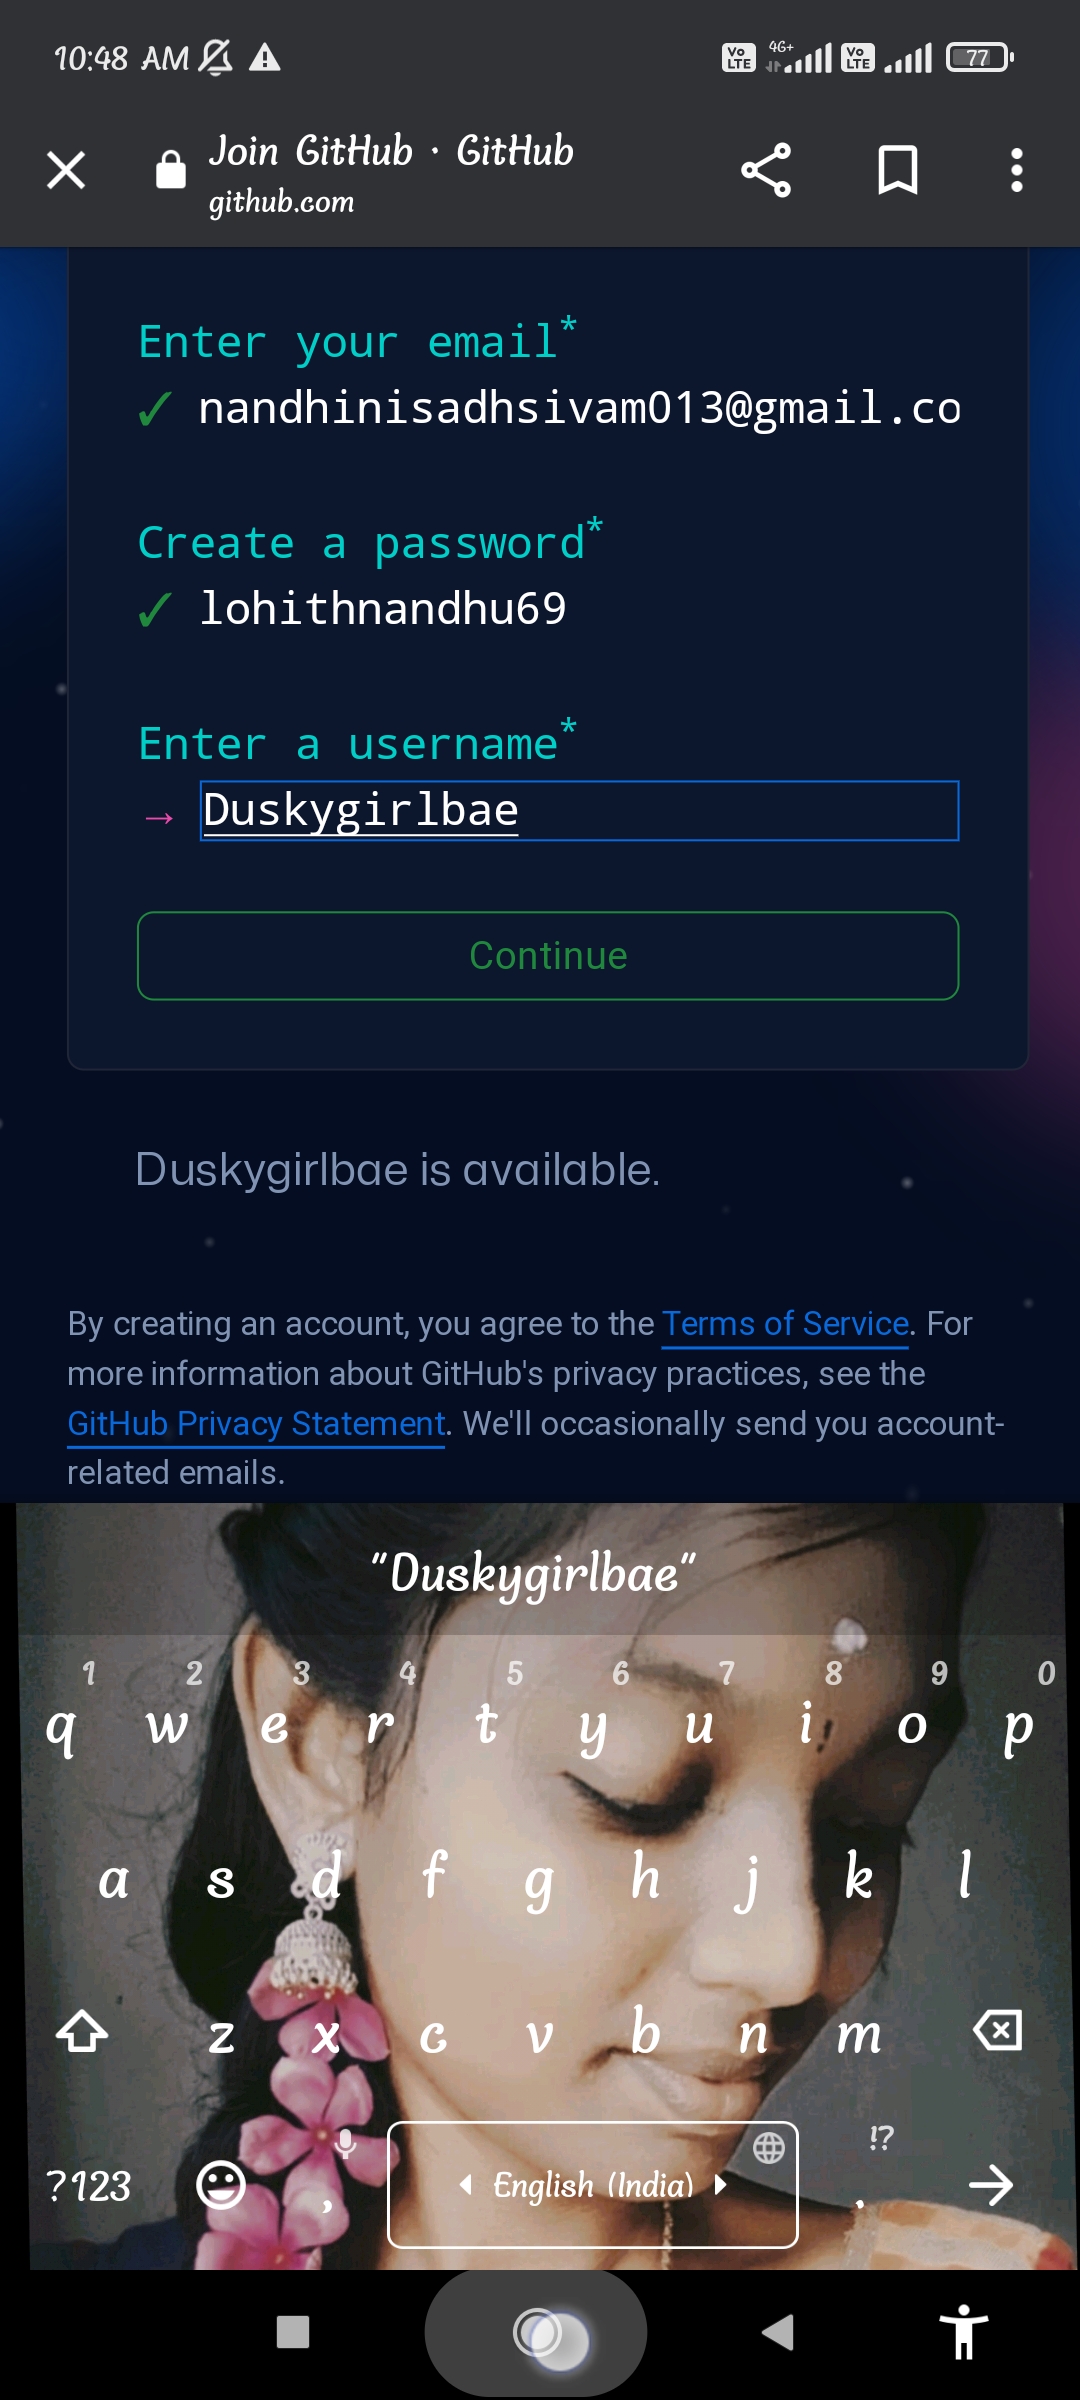 10:48 AM
Vo LTE 4G+ Vo LTE 77
Join GitHub · GitHub
github.com
Enter your email*
✓ nandhinisadhsivam013@gmail.co
Create a password*
✓ lohithnandhu69
Enter a username*
→ Duskygirlbae
Continue
Duskygirlbae is available.
By creating an account, you agree to the Terms of Service. For
more information about GitHub's privacy practices, see the
GitHub Privacy Statement. We'll occasionally send you account-
related emails.
"Duskygirlbae"
1 2 3 4 5 6 7 8 9 0
q w e r t y u i o p
a s d f g h j k l
z x c v b n m
!?
?123 , English (India) .